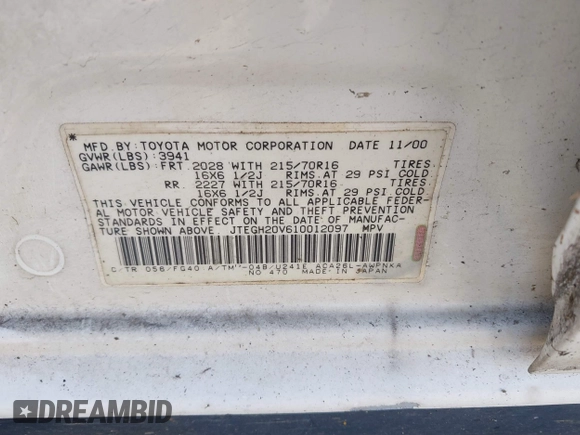 MFD.BY:TOYOTA MOTOR CORPORATION DATE 11/00
GVWR(LBS):3941
GAWR(LBS):FRT.2028 WITH 215/70R16 TIRES.
16X6 1/2J RIMS.AT 29 PSI COLD
RR. 2227 WITH 215/70R16 TIRES.
16X6 1/2J RIMS.AT 29 PSI COLD
THIS VEHICLE CONFORMS TO ALL APPLICABLE FEDER-
AL MOTOR VEHICLE SAFETY AND THEFT PREVENTION
STANDARDS IN EFFECT ON THE DATE OF MANUFAC-
TURE SHOWN ABOVE. JTEGH20V610012097 MPV
C/TR 056/FG40 A/TM -04B/U241E ACA26L-AWPNKA
NO 470 MADE IN JAPAN
DREAMBID